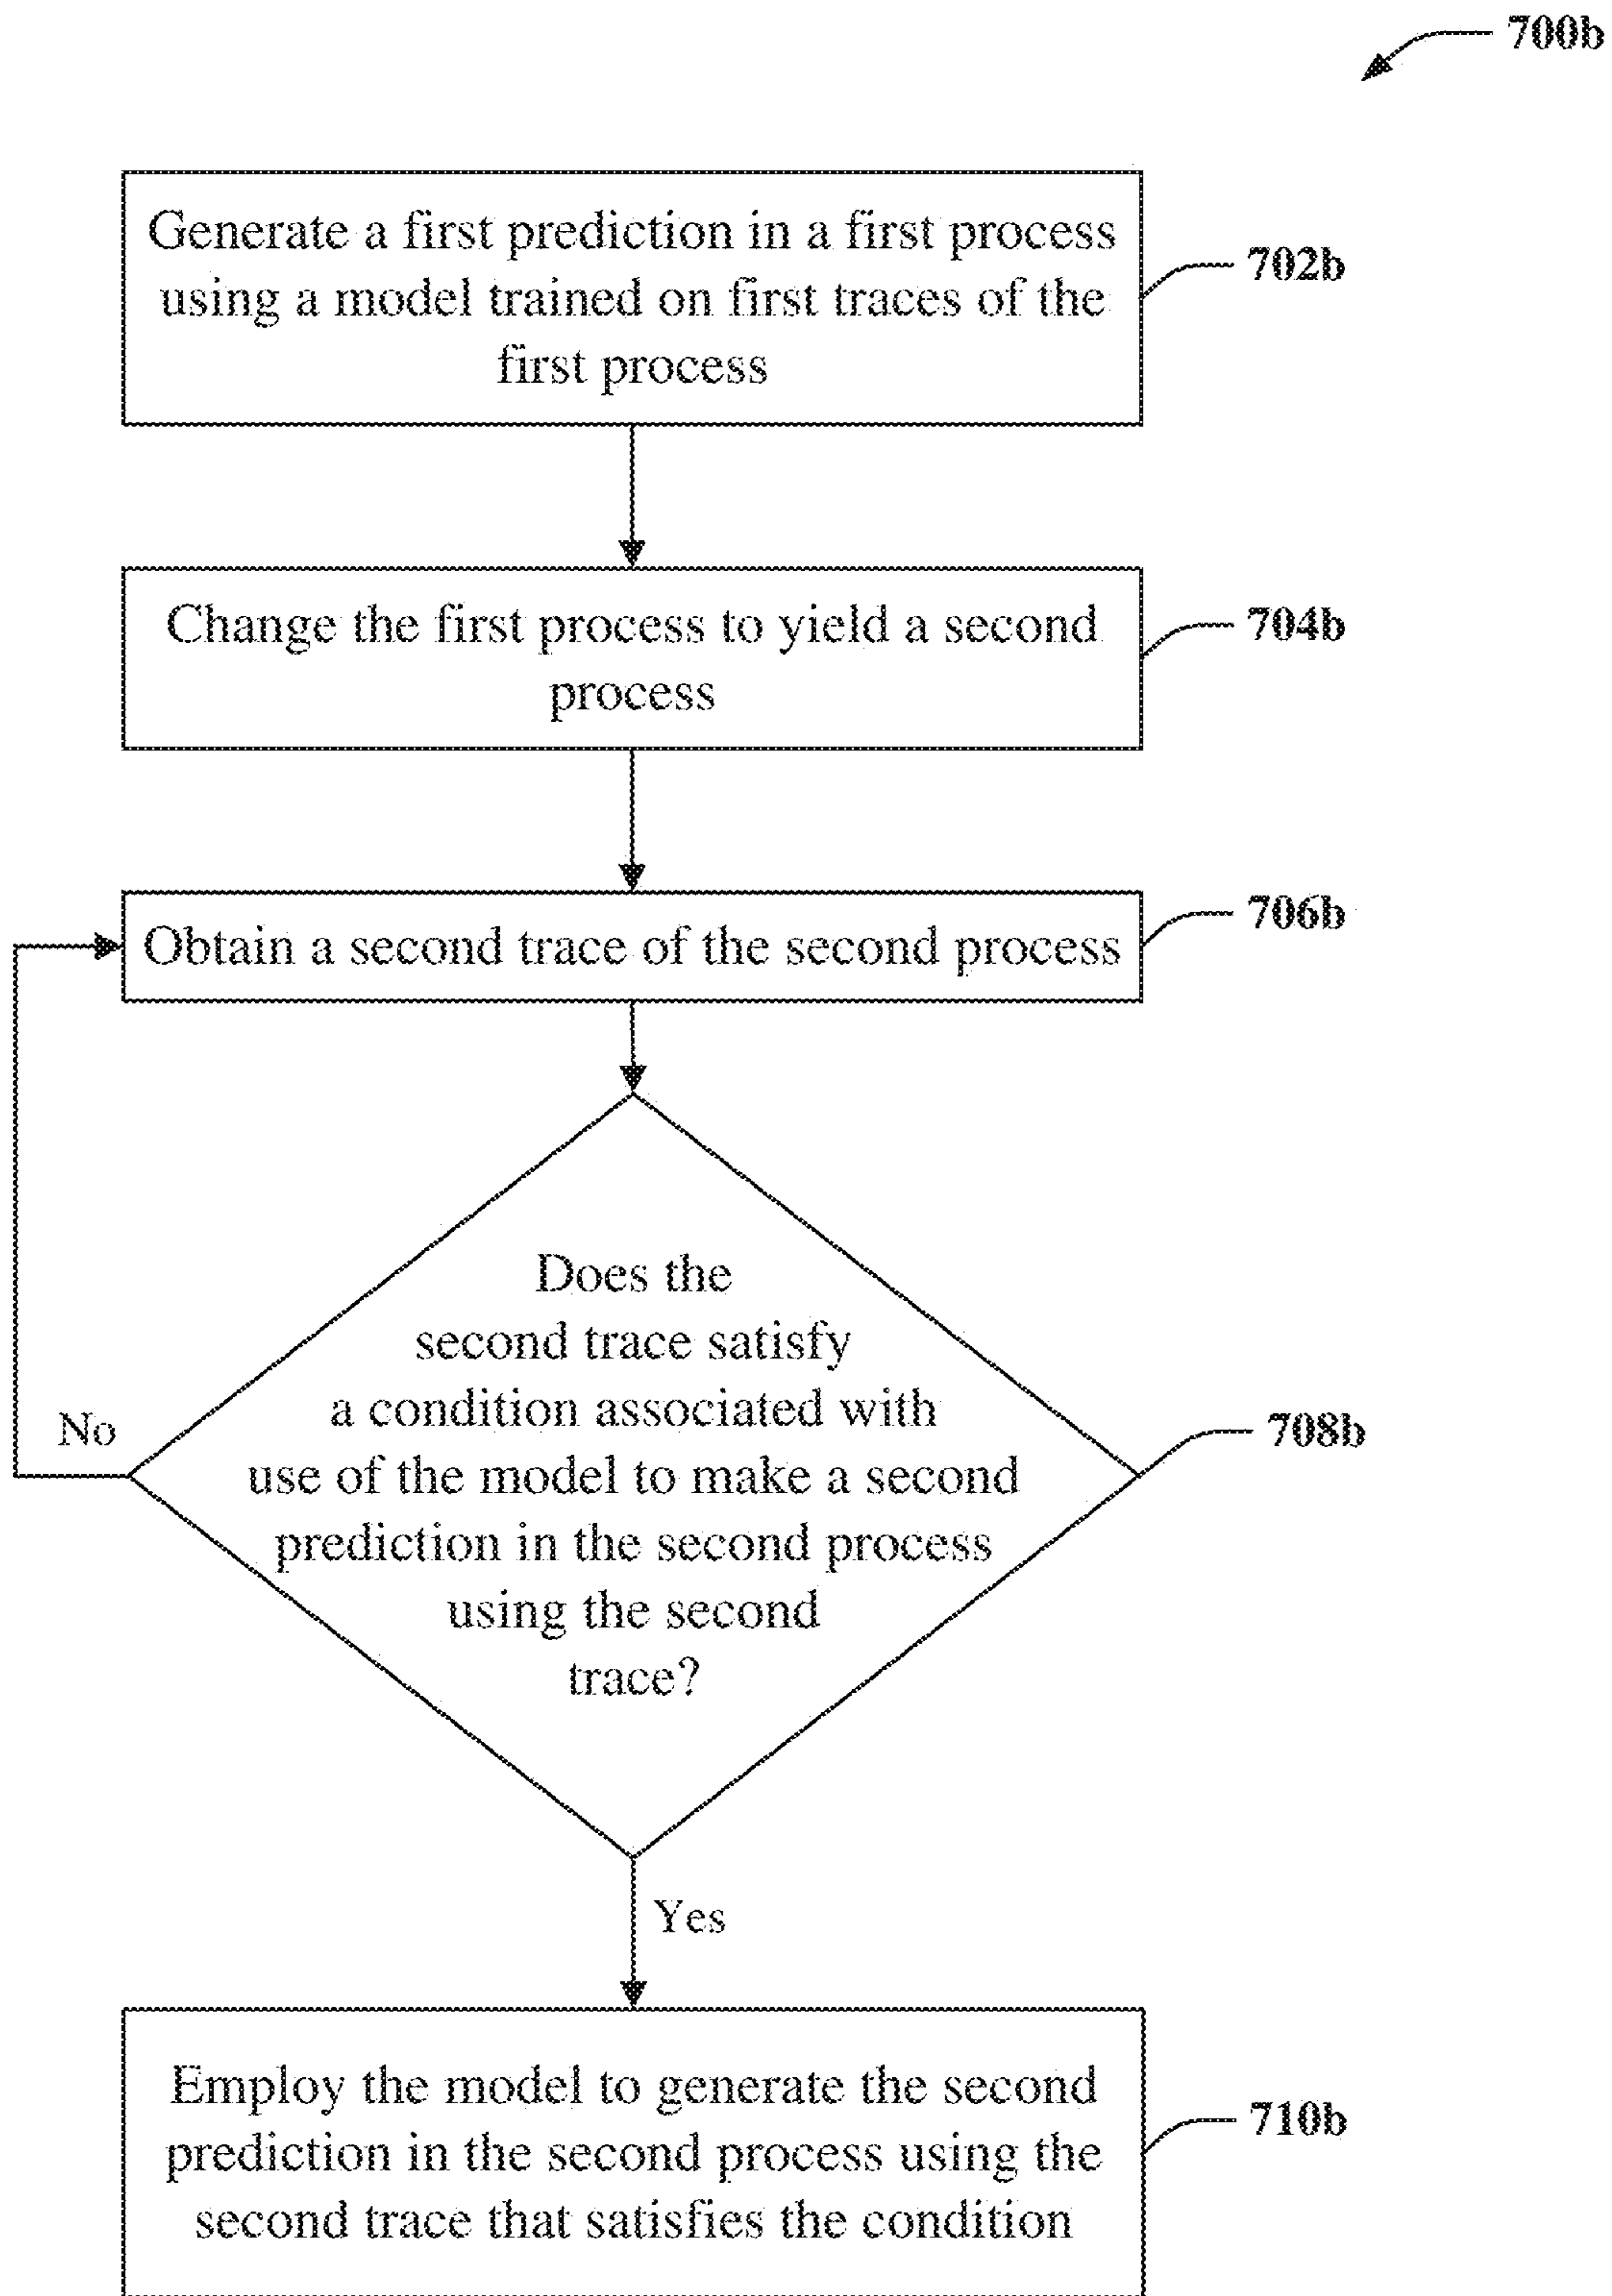 700b
Generate a first prediction in a first process
using a model trained on first traces of the
first process
702b
Change the first process to yield a second
process
704b
Obtain a second trace of the second process
706b
Does the
second trace satisfy
a condition associated with
use of the model to make a second
prediction in the second process
using the second
trace?
708b
No
Yes
Employ the model to generate the second
prediction in the second process using the
second trace that satisfies the condition
710b